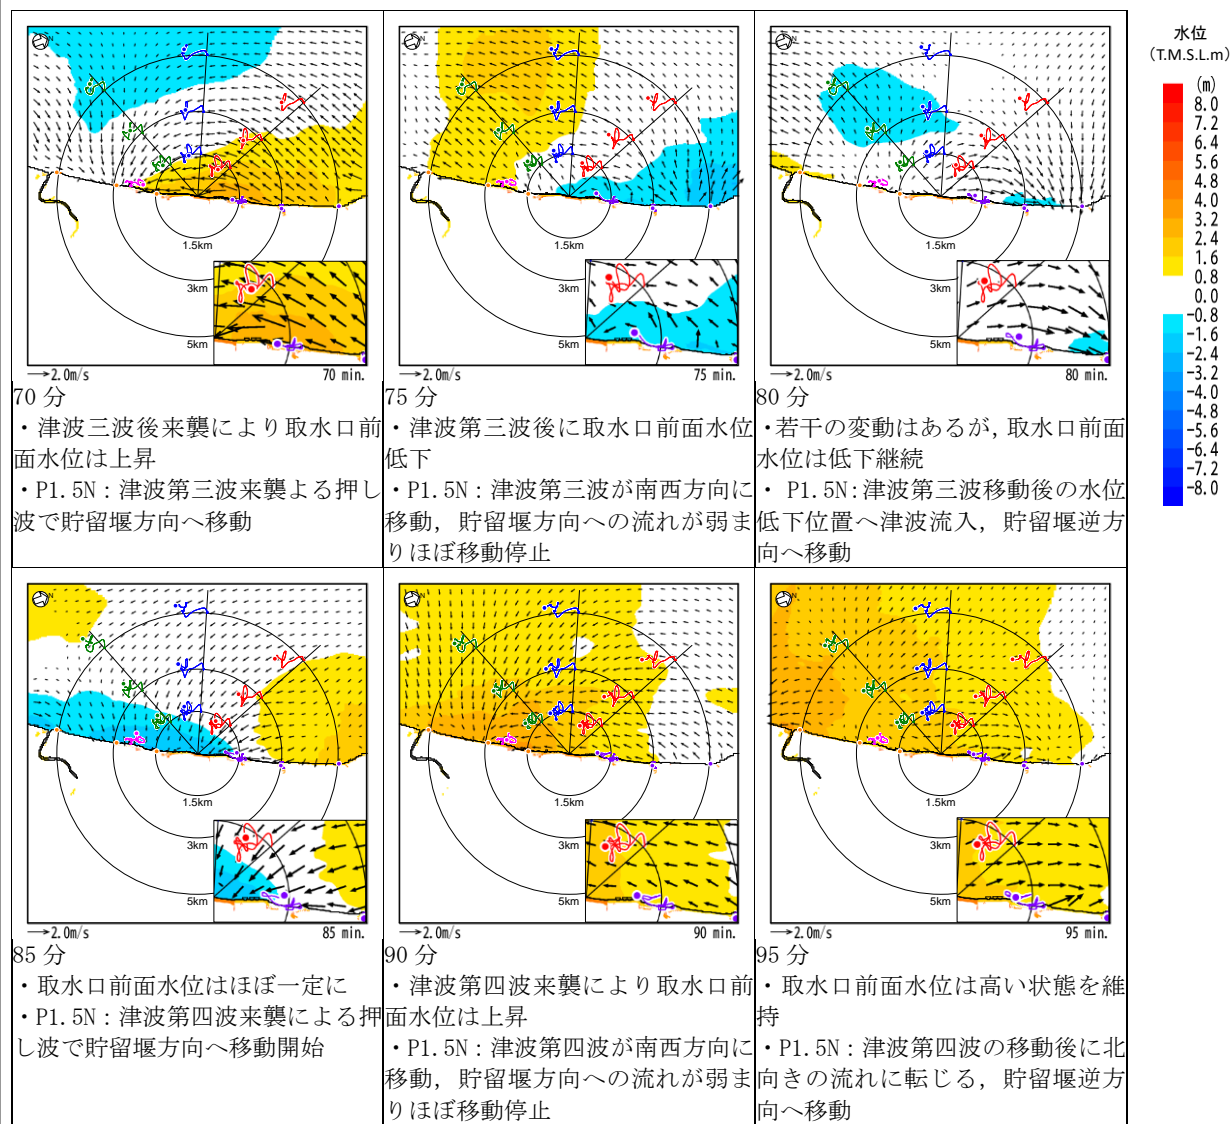 水位
(T.M.S.L.m)
(m)
8.0
7.2
6.4
5.6
4.8
4.0
3.2
2.4
1.6
0.8
0.0
-0.8
-1.6
-2.4
-3.2
-4.0
-4.8
-5.6
-6.4
-7.2
-8.0
N
1.5km
3km
5km
2.0m/s
70 min.
70 分
・津波三波後来襲により取水口前
面水位は上昇
・P1.5N：津波第三波来襲よる押し
波で貯留堰方向へ移動
N
1.5km
3km
5km
2.0m/s
75 min.
75 分
・津波第三波後に取水口前面水位
低下
・P1.5N：津波第三波が南西方向に
移動，貯留堰方向への流れが弱ま
りほぼ移動停止
N
1.5km
3km
5km
2.0m/s
80 min.
80 分
・若干の変動はあるが，取水口前面
水位は低下継続
・ P1.5N：津波第三波移動後の水位
低下位置へ津波流入，貯留堰逆方
向へ移動
N
1.5km
3km
5km
2.0m/s
85 min.
85 分
・取水口前面水位はほぼ一定に
・P1.5N：津波第四波来襲による押
し波で貯留堰方向へ移動開始
N
1.5km
3km
5km
2.0m/s
90 min.
90 分
・津波第四波来襲により取水口前
面水位は上昇
・P1.5N：津波第四波が南西方向に
移動，貯留堰方向への流れが弱ま
りほぼ移動停止
N
1.5km
3km
5km
2.0m/s
95 min.
95 分
・取水口前面水位は高い状態を維
持
・P1.5N：津波第四波の移動後に北
向きの流れに転じる，貯留堰逆方
向へ移動